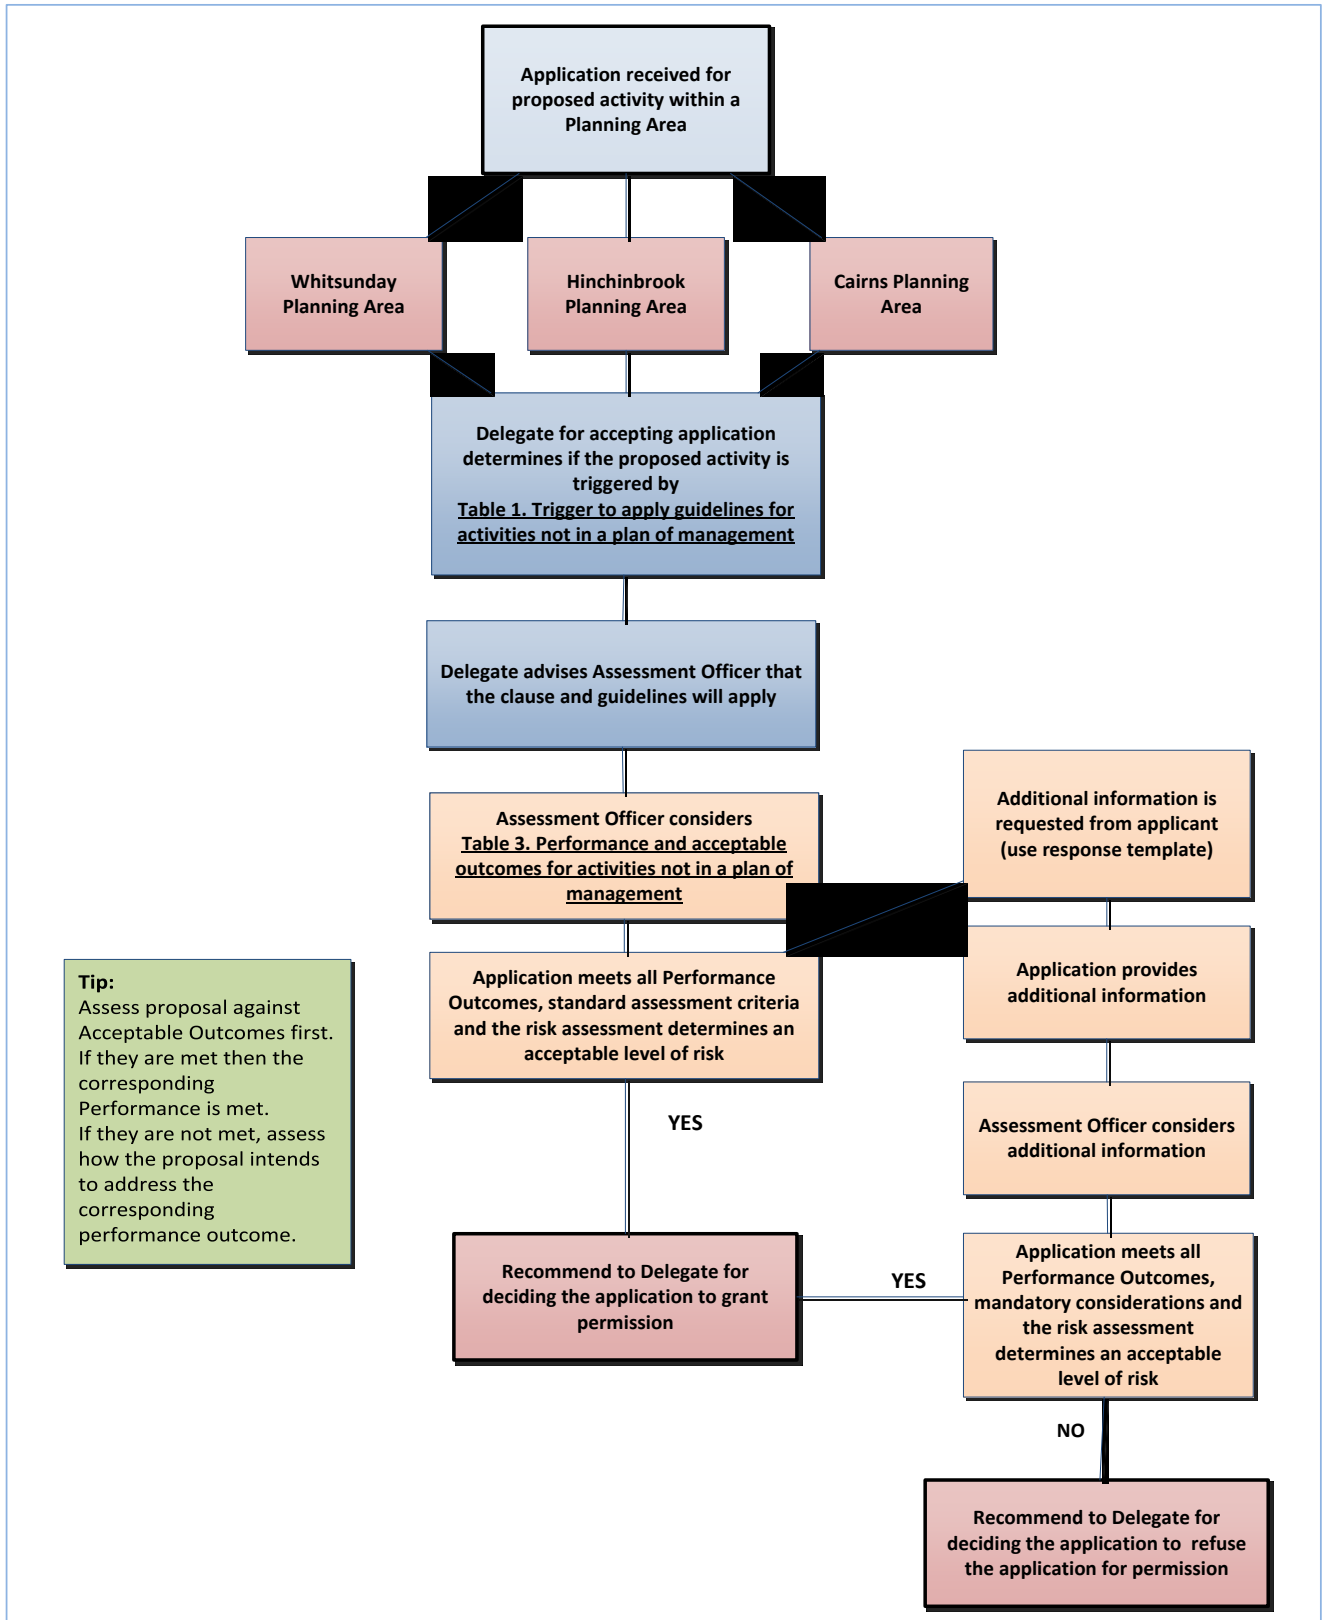 Application received for
proposed activity within a
Planning Area
Whitsunday
Planning Area
Hinchinbrook
Planning Area
Cairns Planning
Area
Delegate for accepting application
determines if the proposed activity is
triggered by
Table 1. Trigger to apply guidelines for
activities not in a plan of management
Delegate advises Assessment Officer that
the clause and guidelines will apply
Assessment Officer considers
Table 3. Performance and acceptable
outcomes for activities not in a plan of
management
Additional information is
requested from applicant
(use response template)
Application provides
additional information
Application meets all Performance
Outcomes, standard assessment criteria
and the risk assessment determines an
acceptable level of risk
Tip:
Assess proposal against
Acceptable Outcomes first.
If they are met then the
corresponding
Performance is met.
If they are not met, assess
how the proposal intends
to address the
corresponding
performance outcome.
YES
Assessment Officer considers
additional information
Recommend to Delegate for
deciding the application to grant
permission
YES
Application meets all
Performance Outcomes,
mandatory considerations and
the risk assessment
determines an acceptable
level of risk
NO
Recommend to Delegate for
deciding the application to refuse
the application for permission